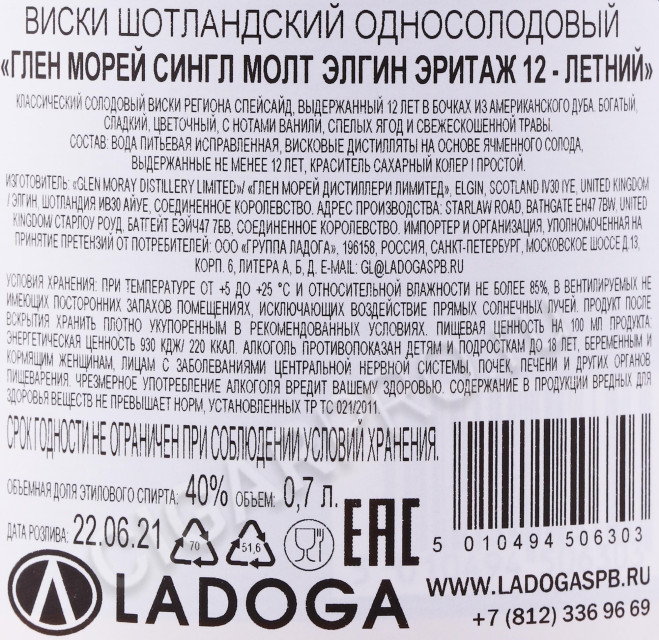 ВИСКИ ШОТЛАНДСКИЙ ОДНОСОЛОДОВЫЙ
«ГЛЕН МОРЕЙ СИНГЛ МОЛТ ЭЛГИН ЭРИТАЖ 12 - ЛЕТНИЙ»
КЛАССИЧЕСКИЙ СОЛОДОВЫЙ ВИСКИ РЕГИОНА СПЕЙСАЙД, ВЫДЕРЖАННЫЙ 12 ЛЕТ В БОЧКАХ ИЗ АМЕРИКАНСКОГО ДУБА. БОГАТЫЙ,
СЛАДКИЙ, ЦВЕТОЧНЫЙ, С НОТАМИ ВАНИЛИ, СПЕЛЫХ ЯГОД И СВЕЖЕСКОШЕННОЙ ТРАВЫ.
СОСТАВ: ВОДА ПИТЬЕВАЯ ИСПРАВЛЕННАЯ, ВИСКОВЫЕ ДИСТИЛЛЯТЫ НА ОСНОВЕ ЯЧМЕННОГО СОЛОДА,
ВЫДЕРЖАННЫЕ НЕ МЕНЕЕ 12 ЛЕТ, КРАСИТЕЛЬ САХАРНЫЙ КОЛЕР I ПРОСТОЙ.
ИЗГОТОВИТЕЛЬ: «GLEN MORAY DISTILLERY LIMITED»/ «ГЛЕН МОРЕЙ ДИСТИЛЛЕРИ ЛИМИТЕД», ELGIN, SCOTLAND IV30 IYE, UNITED KINGDOM
/ ЭЛГИН, ШОТЛАНДИЯ ИВ30 АЙУЕ, СОЕДИНЕННОЕ КОРОЛЕВСТВО. АДРЕС ПРОИЗВОДСТВА: STARLAW ROAD, BATHGATE EH47 7BW, UNITED
KINGDOM/ СТАРЛОУ РОУД, БАТГЕЙТ ЕЭЙЧ47 7БВ, СОЕДИНЕННОЕ КОРОЛЕВСТВО. ИМПОРТЕР И ОРГАНИЗАЦИЯ, УПОЛНОМОЧЕННАЯ НА
ПРИНЯТИЕ ПРЕТЕНЗИЙ ОТ ПОТРЕБИТЕЛЕЙ: ООО «ГРУППА ЛАДОГА», 196158, РОССИЯ, САНКТ-ПЕТЕРБУРГ, МОСКОВСКОЕ ШОССЕ Д.13,
КОРП. 6, ЛИТЕРА А, Б, Д. E-MAIL: GL@LADOGASPB.RU
УСЛОВИЯ ХРАНЕНИЯ: ПРИ ТЕМПЕРАТУРЕ ОТ +5 ДО +25 °С И ОТНОСИТЕЛЬНОЙ ВЛАЖНОСТИ НЕ БОЛЕЕ 85%, В ВЕНТИЛИРУЕМЫХ НЕ
ИМЕЮЩИХ ПОСТОРОННИХ ЗАПАХОВ ПОМЕЩЕНИЯХ, ИСКЛЮЧАЮЩИХ ВОЗДЕЙСТВИЕ ПРЯМЫХ СОЛНЕЧНЫХ ЛУЧЕЙ. ПРОДУКТ ПОСЛЕ
ВСКРЫТИЯ ХРАНИТЬ ПЛОТНО УКУПОРЕННЫМ В РЕКОМЕНДОВАННЫХ УСЛОВИЯХ. ПИЩЕВАЯ ЦЕННОСТЬ НА 100 МЛ ПРОДУКТА:
ЭНЕРГЕТИЧЕСКАЯ ЦЕННОСТЬ 930 КДЖ/ 220 ККАЛ. АЛКОГОЛЬ ПРОТИВОПОКАЗАН ДЕТЯМ И ПОДРОСТКАМ ДО 18 ЛЕТ, БЕРЕМЕННЫМ И
КОРМЯЩИМ ЖЕНЩИНАМ, ЛИЦАМ С ЗАБОЛЕВАНИЯМИ ЦЕНТРАЛЬНОЙ НЕРВНОЙ СИСТЕМЫ, ПОЧЕК, ПЕЧЕНИ И ДРУГИХ ОРГАНОВ
ПИЩЕВАРЕНИЯ. ЧРЕЗМЕРНОЕ УПОТРЕБЛЕНИЕ АЛКОГОЛЯ ВРЕДИТ ВАШЕМУ ЗДОРОВЬЮ. СОДЕРЖАНИЕ В ПРОДУКЦИИ ВРЕДНЫХ ДЛЯ
ЗДОРОВЬЯ ВЕЩЕСТВ НЕ ПРЕВЫШАЕТ НОРМ, УСТАНОВЛЕННЫХ ТР ТС 021/2011.
СРОК ГОДНОСТИ НЕ ОГРАНИЧЕН ПРИ СОБЛЮДЕНИИ УСЛОВИЙ ХРАНЕНИЯ.
ОБЪЕМНАЯ ДОЛЯ ЭТИЛОВОГО СПИРТА: 40% ОБЪЕМ: 0,7 Л.
ДАТА РОЗЛИВА: 22.06.21 70 51,6 EAC
5 010494 506303
LADOGA
WWW.LADOGASPB.RU
+7 (812) 336 96 69